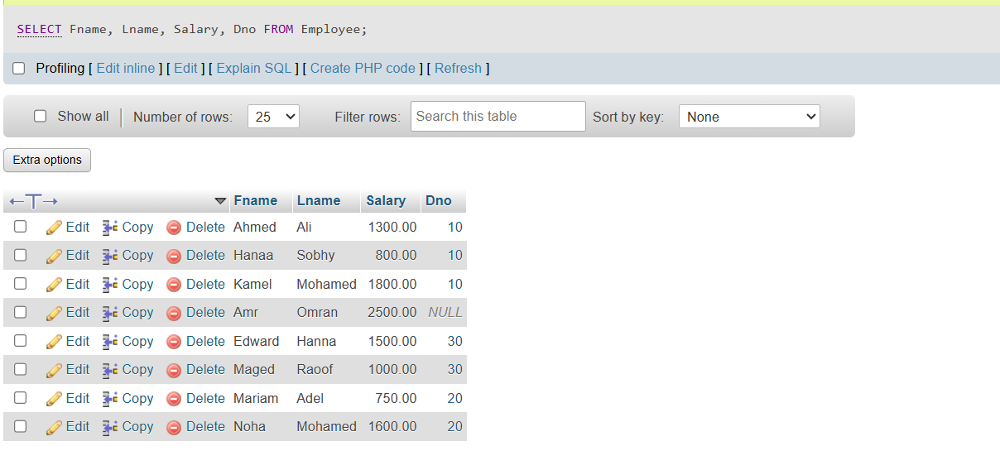 SELECT Fname, Lname, Salary, Dno FROM Employee;
Profiling [ Edit inline ] [ Edit ] [ Explain SQL ] [ Create PHP code ] [ Refresh ]
Show all Number of rows: 25 Filter rows: Search this table Sort by key: None
Extra options
←T→ Fname Lname Salary Dno
Edit Copy Delete Ahmed Ali 1300.00 10
Edit Copy Delete Hanaa Sobhy 800.00 10
Edit Copy Delete Kamel Mohamed 1800.00 10
Edit Copy Delete Amr Omran 2500.00 NULL
Edit Copy Delete Edward Hanna 1500.00 30
Edit Copy Delete Maged Raoof 1000.00 30
Edit Copy Delete Mariam Adel 750.00 20
Edit Copy Delete Noha Mohamed 1600.00 20